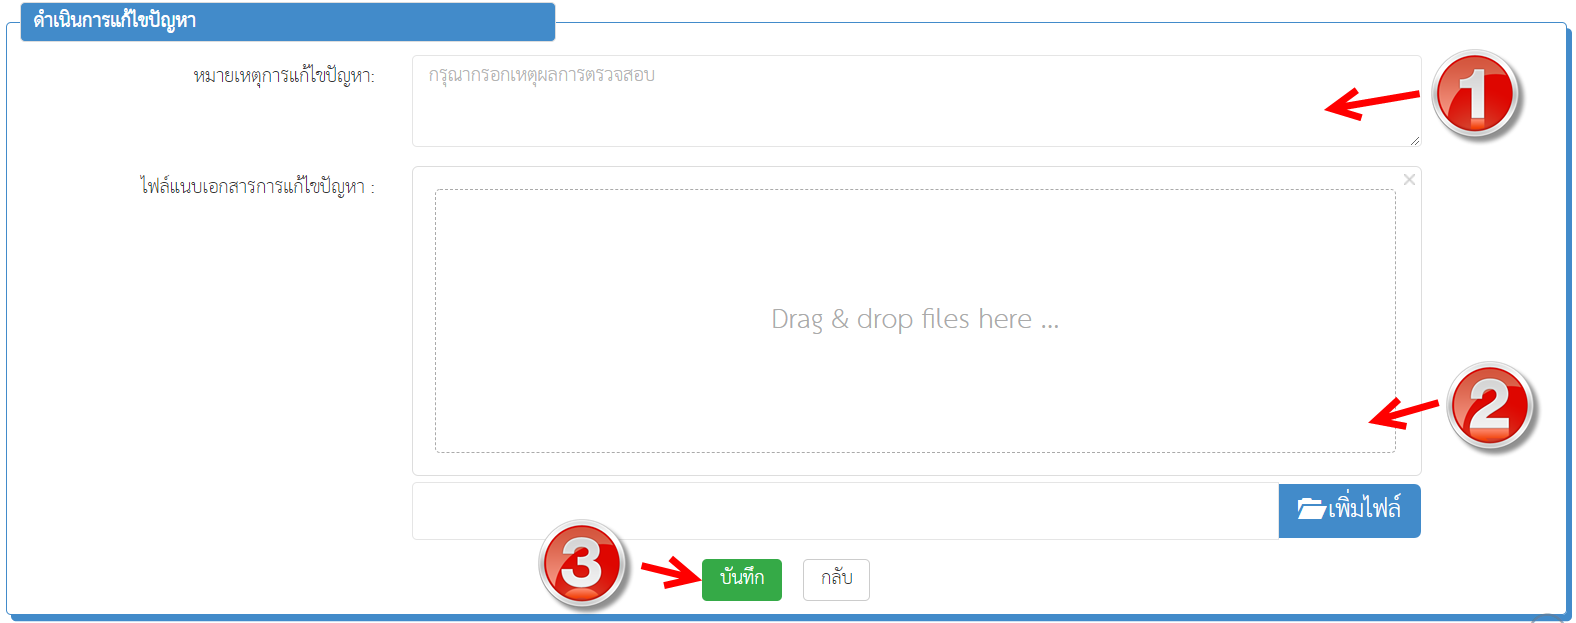 ดำเนินการแก้ไขปัญหา
หมายเหตุการแก้ไขปัญหา:
กรุณากรอกเหตุผลการตรวจสอบ
1
ไฟล์แนบเอกสารการแก้ไขปัญหา :
×
Drag & drop files here ...
2
เพิ่มไฟล์
3
บันทึก
กลับ